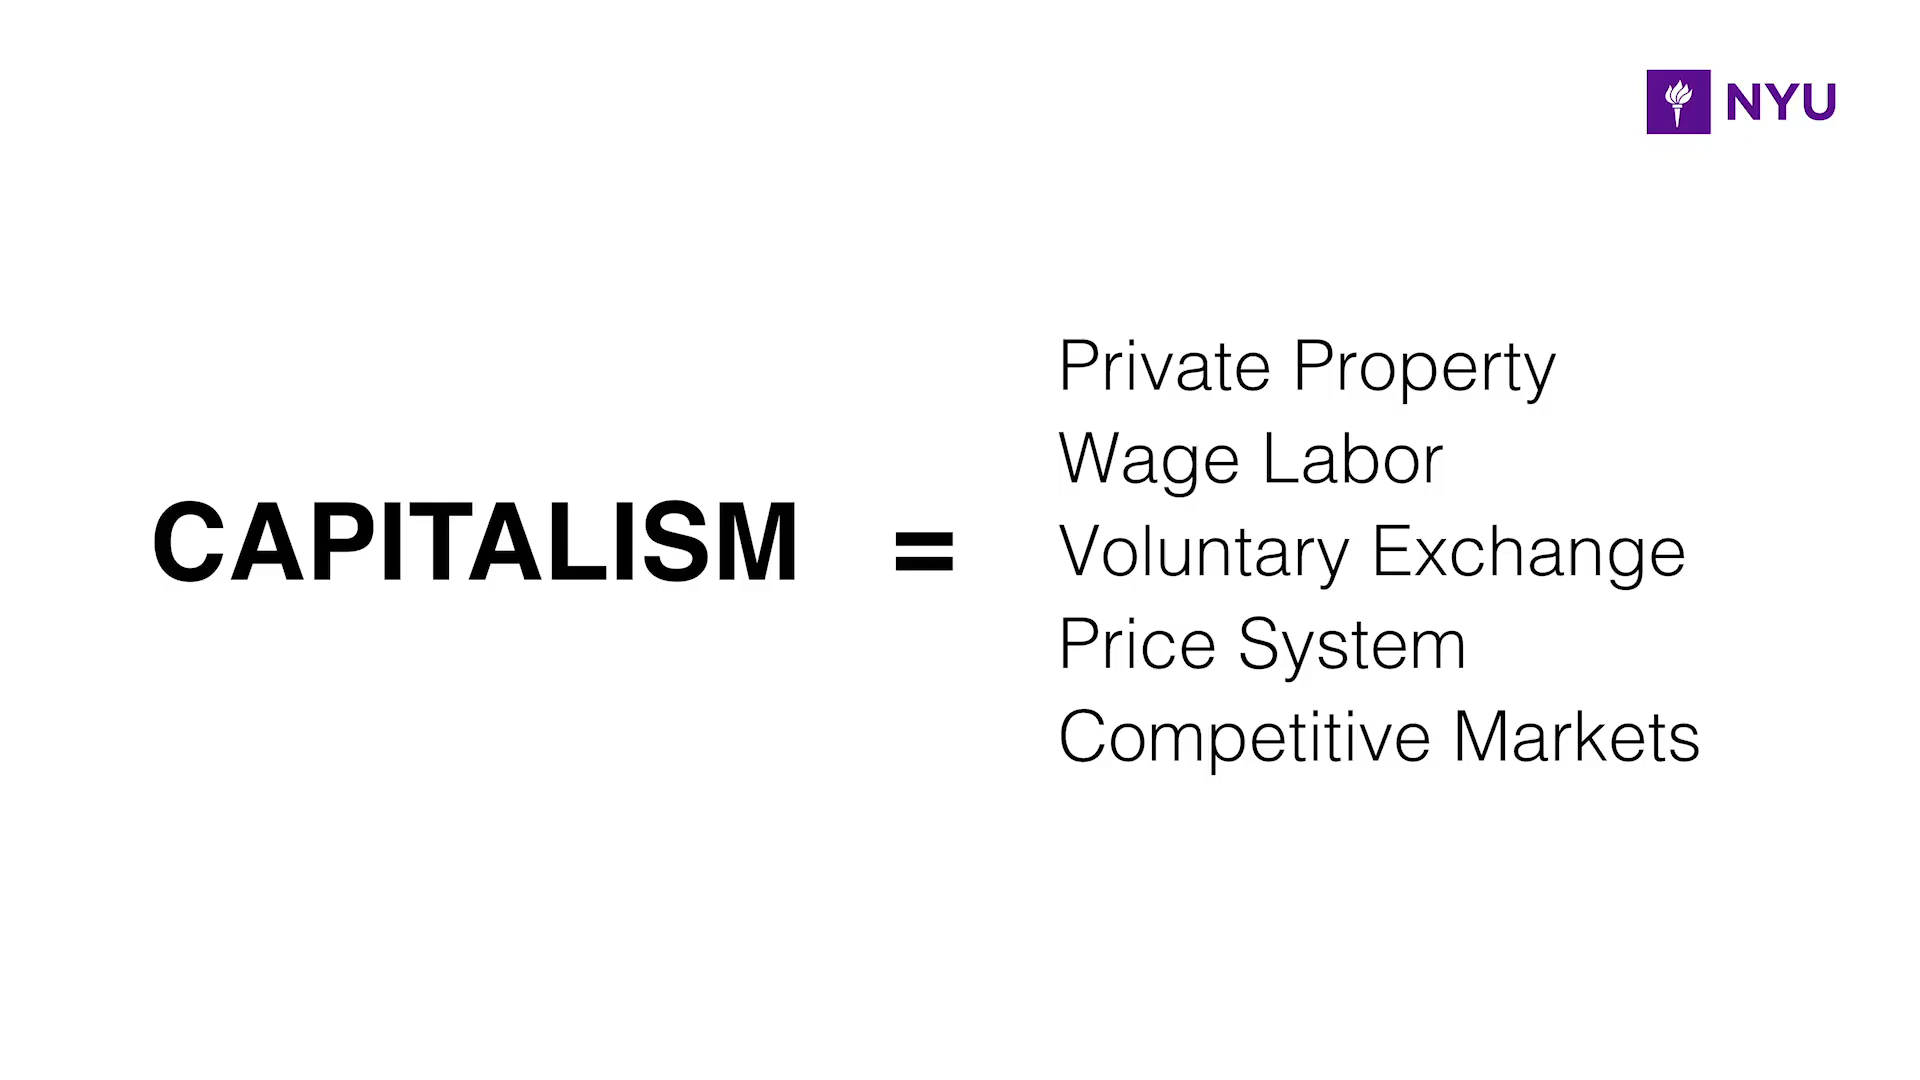 NYU
Private Property
Wage Labor
Voluntary Exchange
CAPITALISM =
Price System
Competitive Markets